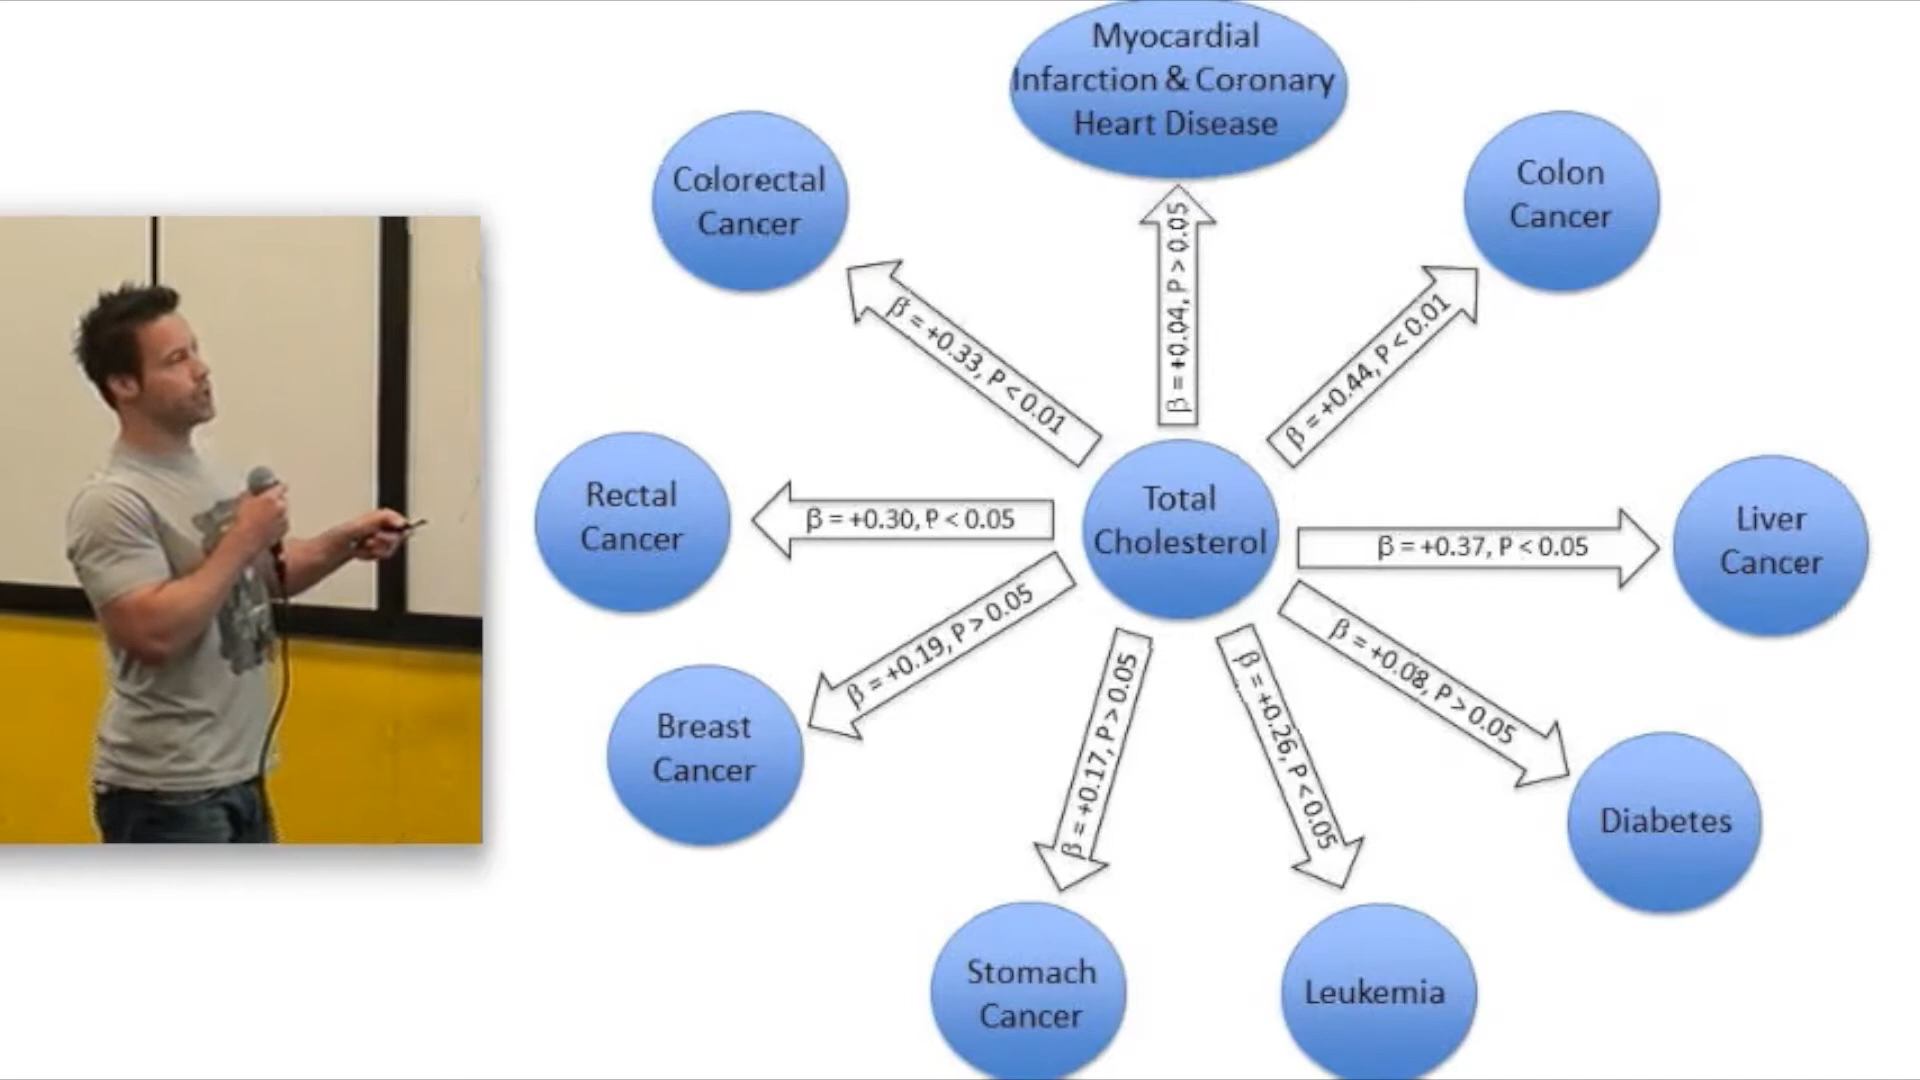 Myocardial
Infarction & Coronary
Heart Disease
Colorectal
Cancer
Colon
Cancer
β = +0.33, P < 0.01
β = +0.04, P > 0.05
β = +0.44, P < 0.01
Rectal
Cancer
β = +0.30, P < 0.05
Total
Cholesterol
β = +0.37, P < 0.05
Liver
Cancer
β = +0.19, P > 0.05
β = +0.17, P > 0.05
β = +0.26, P < 0.05
β = +0.08, P > 0.05
Breast
Cancer
Diabetes
Stomach
Cancer
Leukemia